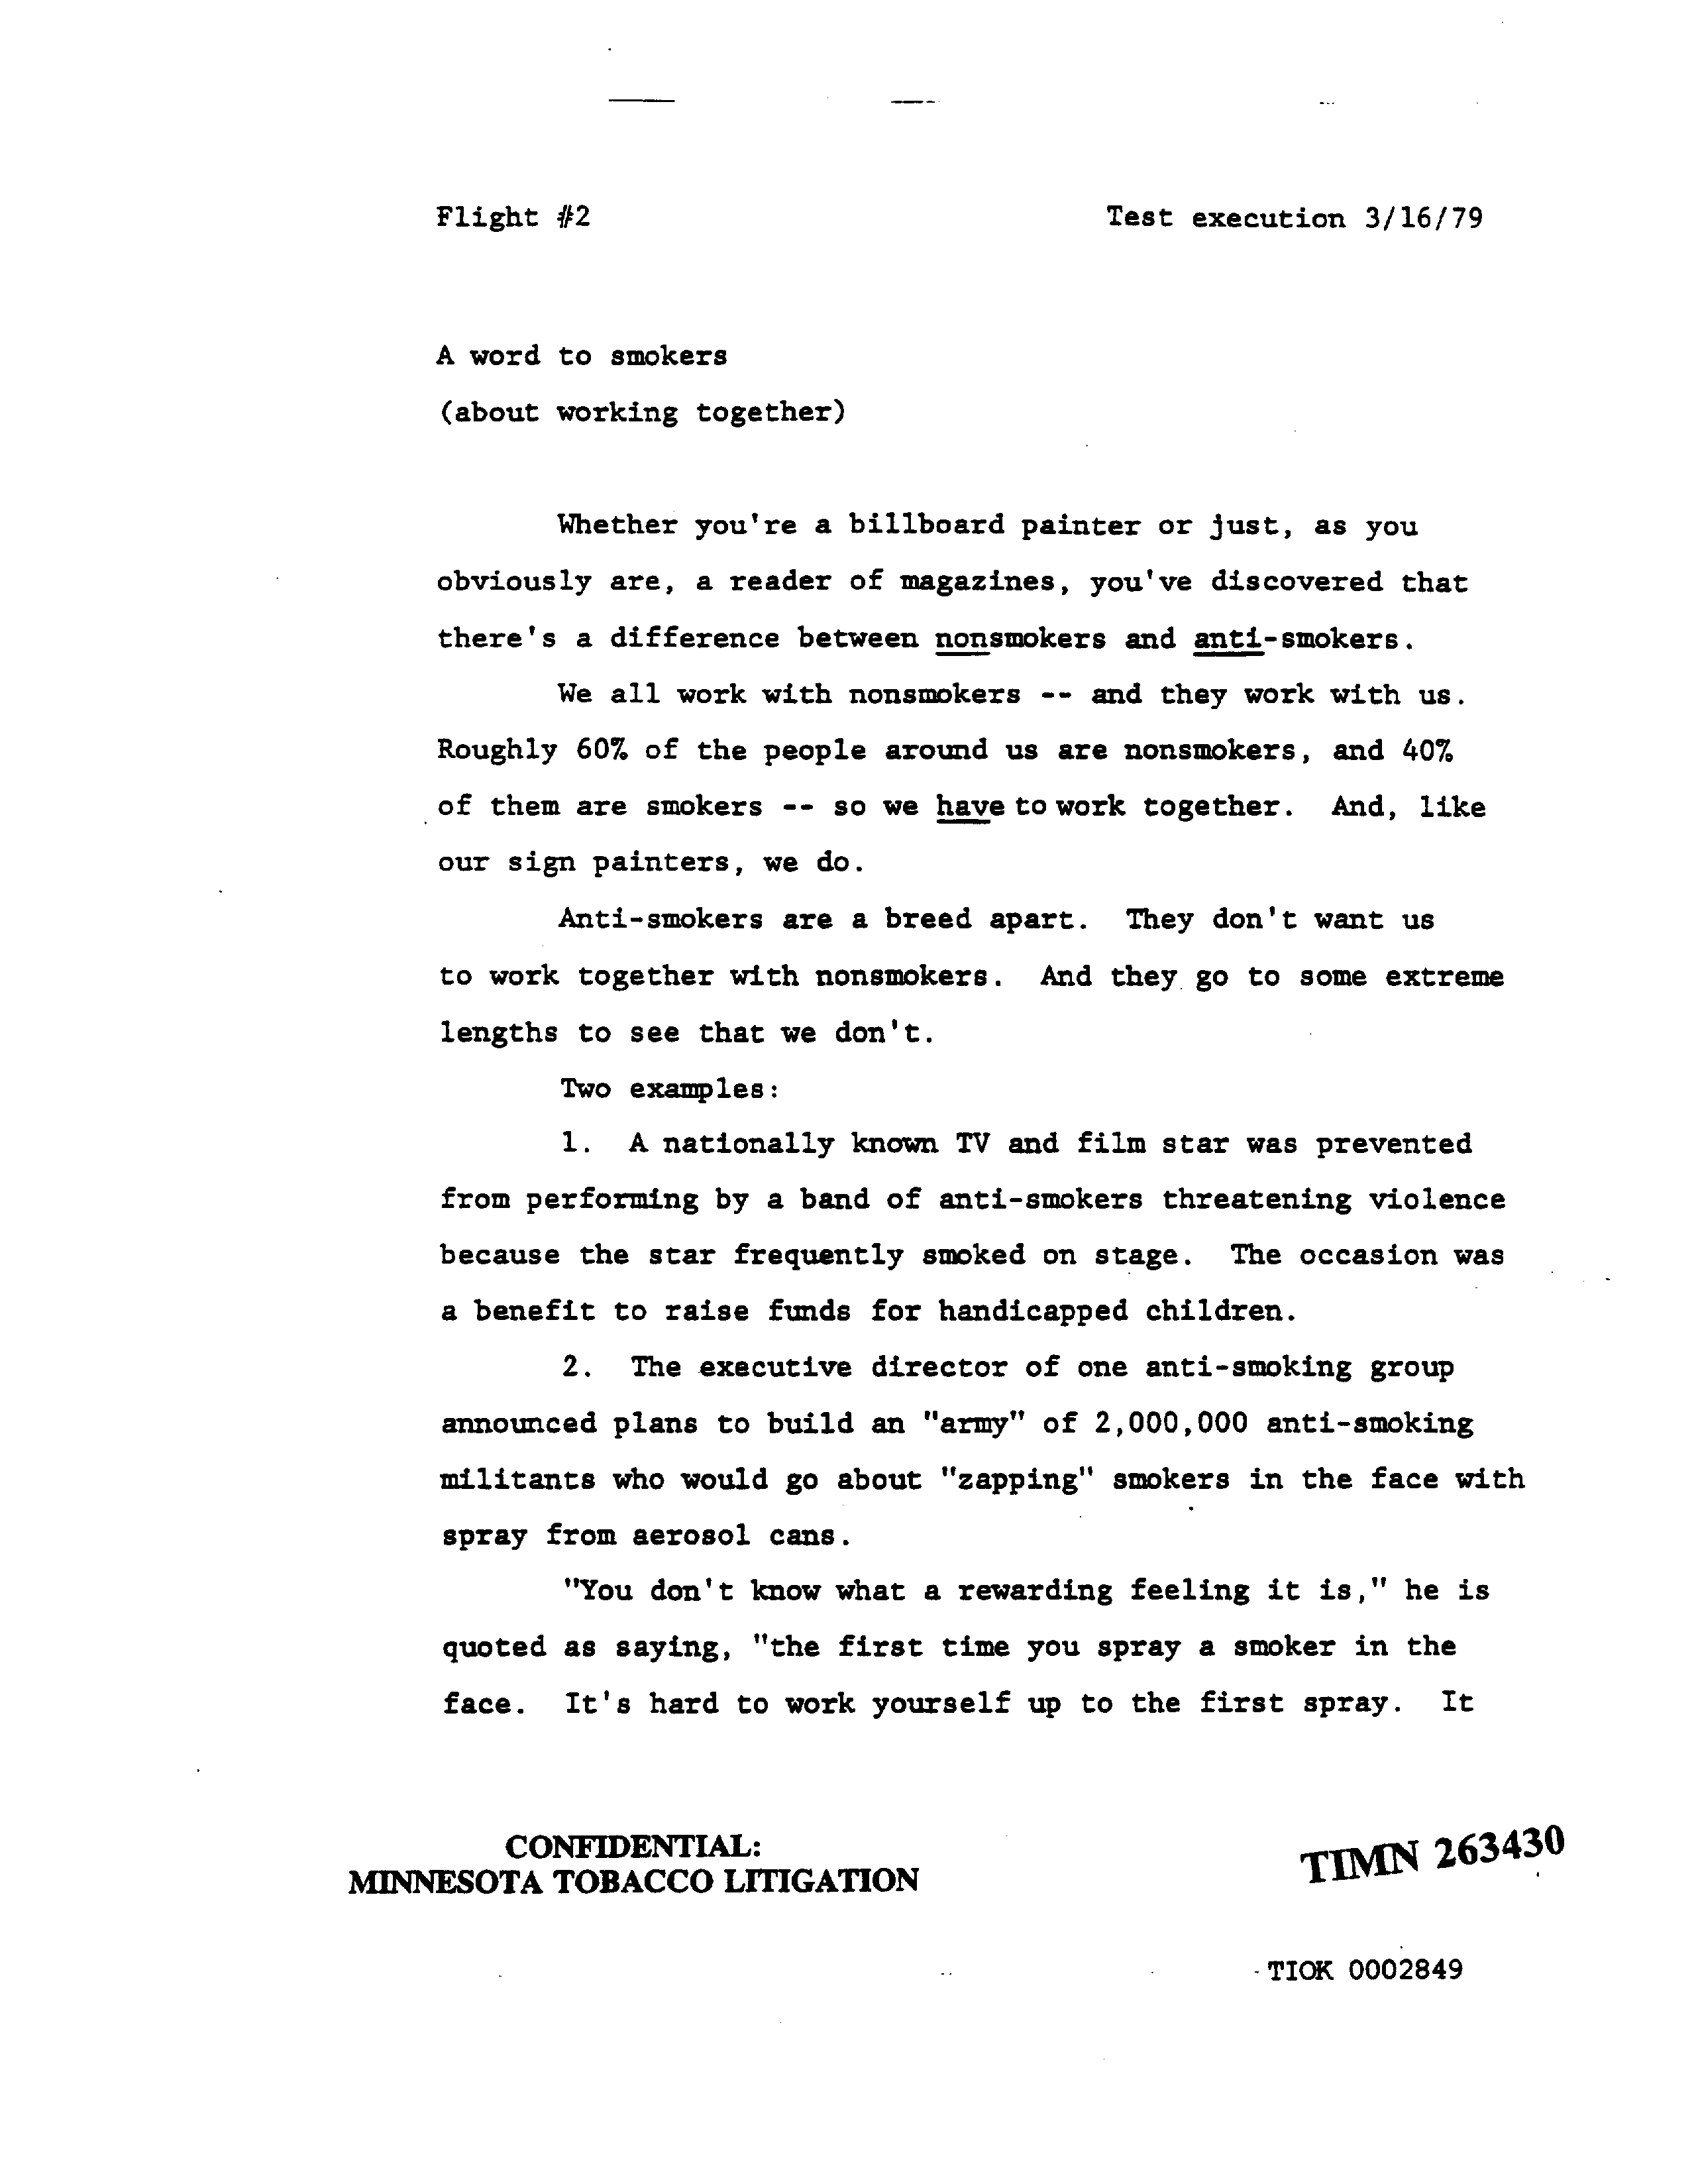 Flight #2 Test execution 3/16/79
A word to smokers
(about working together)
Whether you're a billboard painter or just, as you
obviously are, a reader of magazines, you've discovered that
there's a difference between nonsmokers and anti-smokers.
We all work with nonsmokers -- and they work with us.
Roughly 60% of the people around us are nonsmokers, and 40%
of them are smokers -- so we have to work together. And, like
our sign painters, we do.
Anti-smokers are a breed apart. They don't want us
to work together with nonsmokers. And they go to some extreme
lengths to see that we don't.
Two examples:
1. A nationally known TV and film star was prevented
from performing by a band of anti-smokers threatening violence
because the star frequently smoked on stage. The occasion was
a benefit to raise funds for handicapped children.
2. The executive director of one anti-smoking group
announced plans to build an "army" of 2,000,000 anti-smoking
militants who would go about "zapping" smokers in the face with
spray from aerosol cans.
"You don't know what a rewarding feeling it is," he is
quoted as saying, "the first time you spray a smoker in the
face. It's hard to work yourself up to the first spray. It
CONFIDENTIAL:
MINNESOTA TOBACCO LITIGATION
TIMN 263430
TIOK 0002849